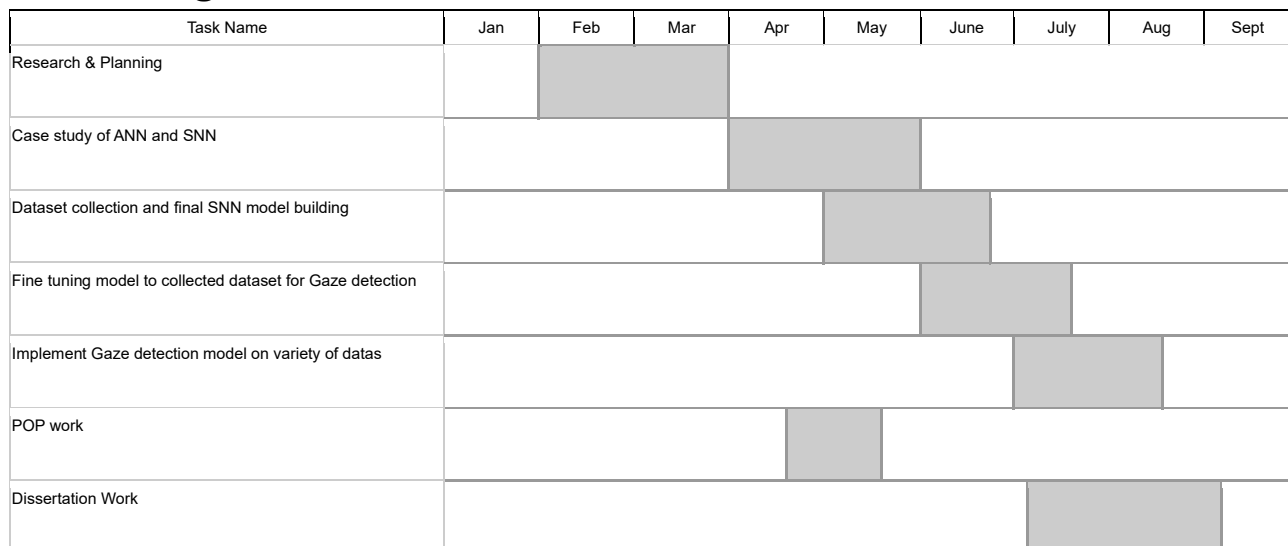 Task Name Jan Feb Mar Apr May June July Aug Sept
Research & Planning
Case study of ANN and SNN
Dataset collection and final SNN model building
Fine tuning model to collected dataset for Gaze detection
Implement Gaze detection model on variety of datas
POP work
Dissertation Work